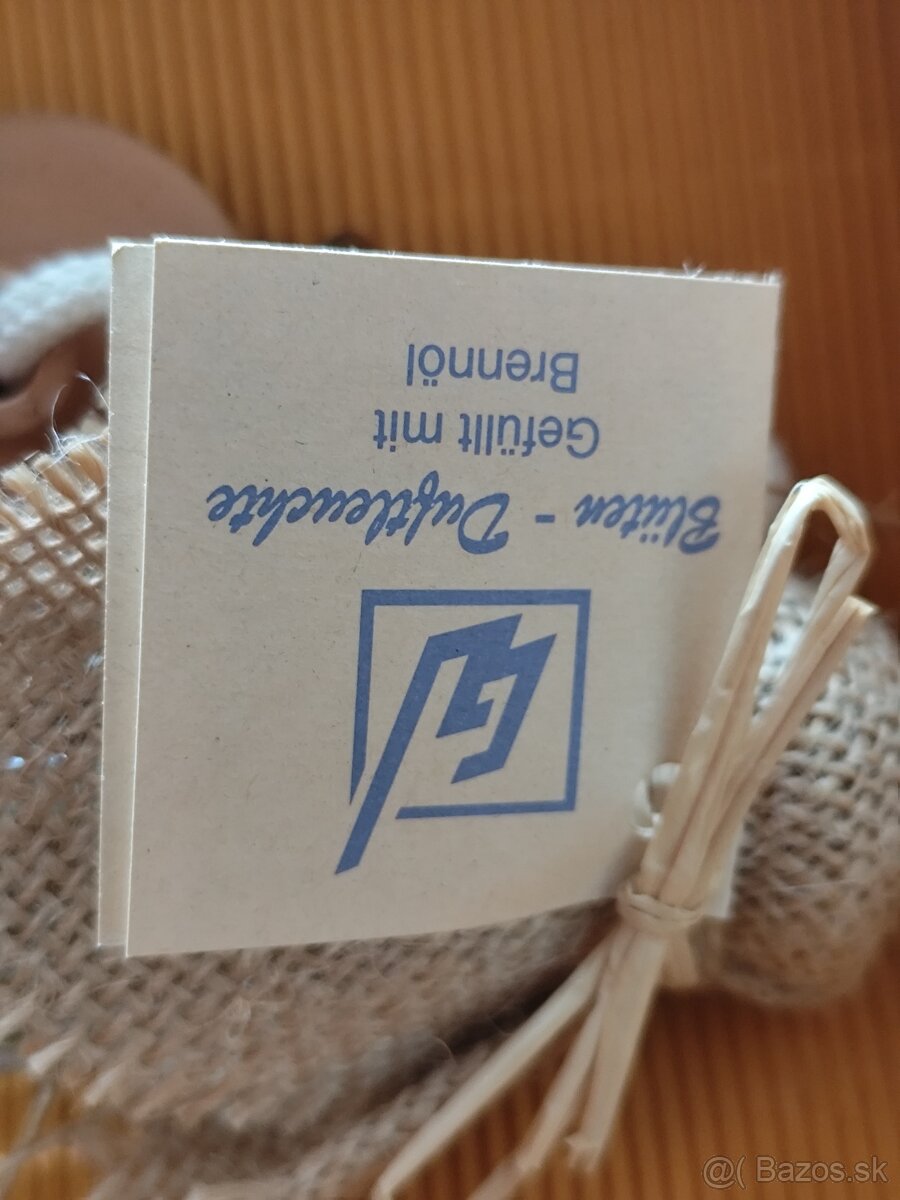 Blüten - Duftleuchte
Gefüllt mit
Brennöl
@( Bazos.sk